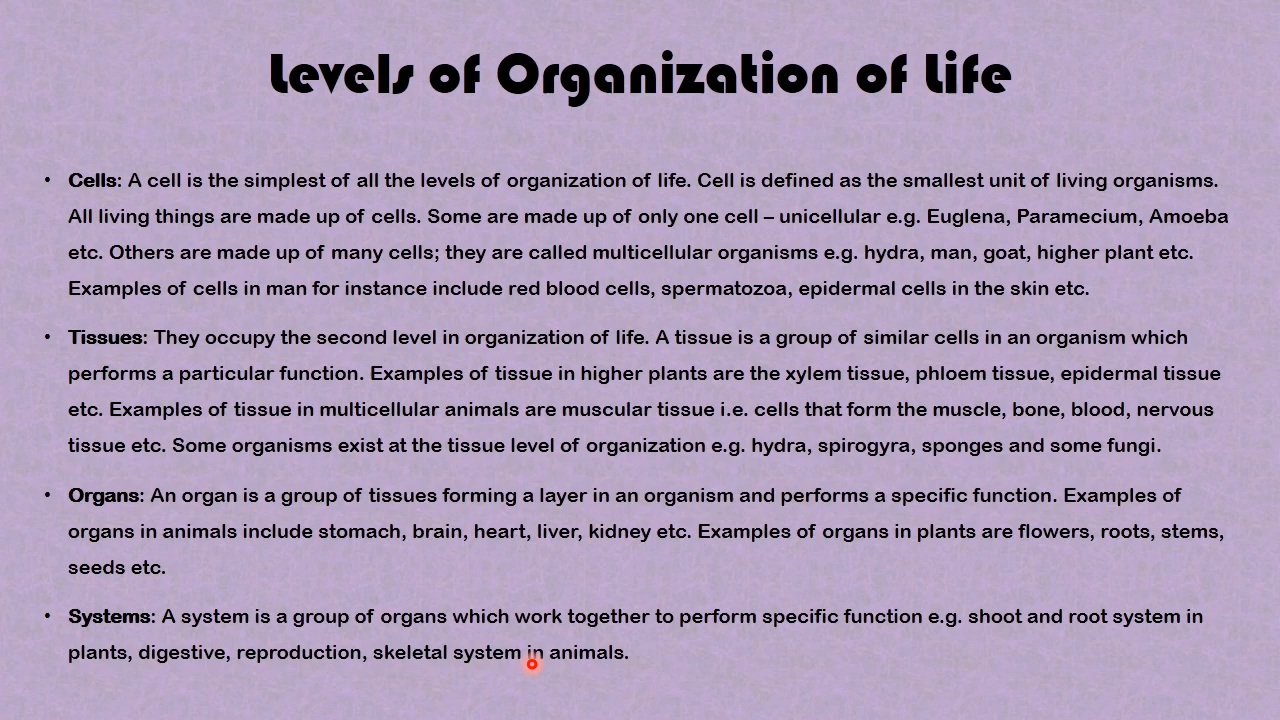 Levels of Organization of Life
• Cells: A cell is the simplest of all the levels of organization of life. Cell is defined as the smallest unit of living organisms.
All living things are made up of cells. Some are made up of only one cell – unicellular e.g. Euglena, Paramecium, Amoeba
etc. Others are made up of many cells; they are called multicellular organisms e.g. hydra, man, goat, higher plant etc.
Examples of cells in man for instance include red blood cells, spermatozoa, epidermal cells in the skin etc.
• Tissues: They occupy the second level in organization of life. A tissue is a group of similar cells in an organism which
performs a particular function. Examples of tissue in higher plants are the xylem tissue, phloem tissue, epidermal tissue
etc. Examples of tissue in multicellular animals are muscular tissue i.e. cells that form the muscle, bone, blood, nervous
tissue etc. Some organisms exist at the tissue level of organization e.g. hydra, spirogyra, sponges and some fungi.
• Organs: An organ is a group of tissues forming a layer in an organism and performs a specific function. Examples of
organs in animals include stomach, brain, heart, liver, kidney etc. Examples of organs in plants are flowers, roots, stems,
seeds etc.
• Systems: A system is a group of organs which work together to perform specific function e.g. shoot and root system in
plants, digestive, reproduction, skeletal system in animals.